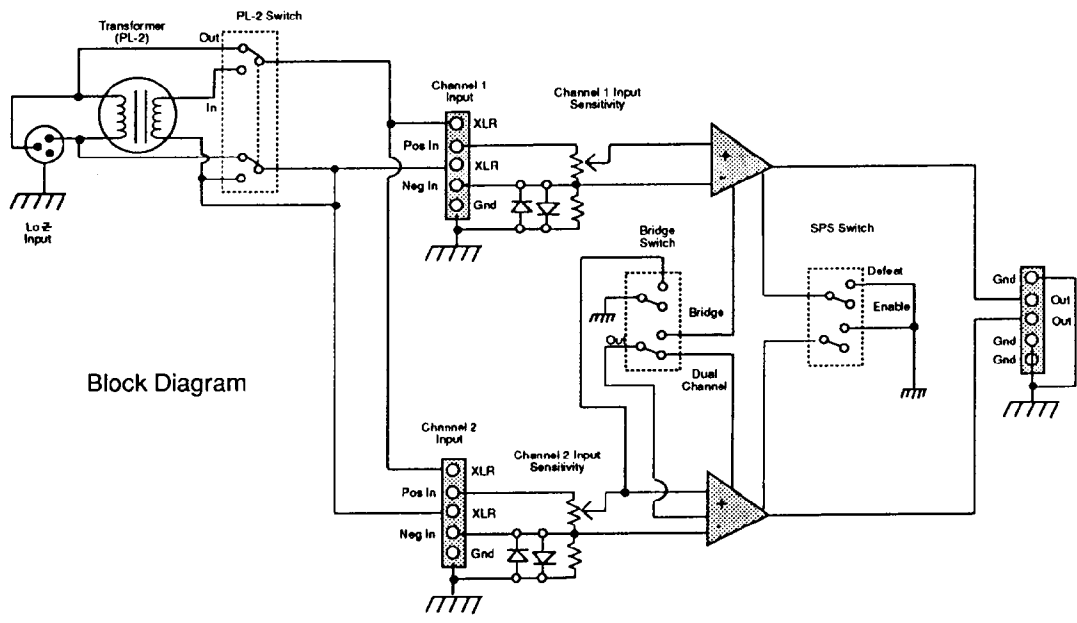 Transformer
(PL-2)
PL-2 Switch
Out
In
Lo Z
Input
Channel 1
Input
XLR
Pos In
XLR
Neg In
Gnd
Channel 1 Input
Sensitivity
+
-
Bridge
Switch
Bridge
Out
Dual
Channel
SPS Switch
Defeat
Enable
Gnd
Out
Out
Gnd
Gnd
Block Diagram
Channel 2
Input
XLR
Pos In
XLR
Neg In
Gnd
Channel 2 Input
Sensitivity
+
-